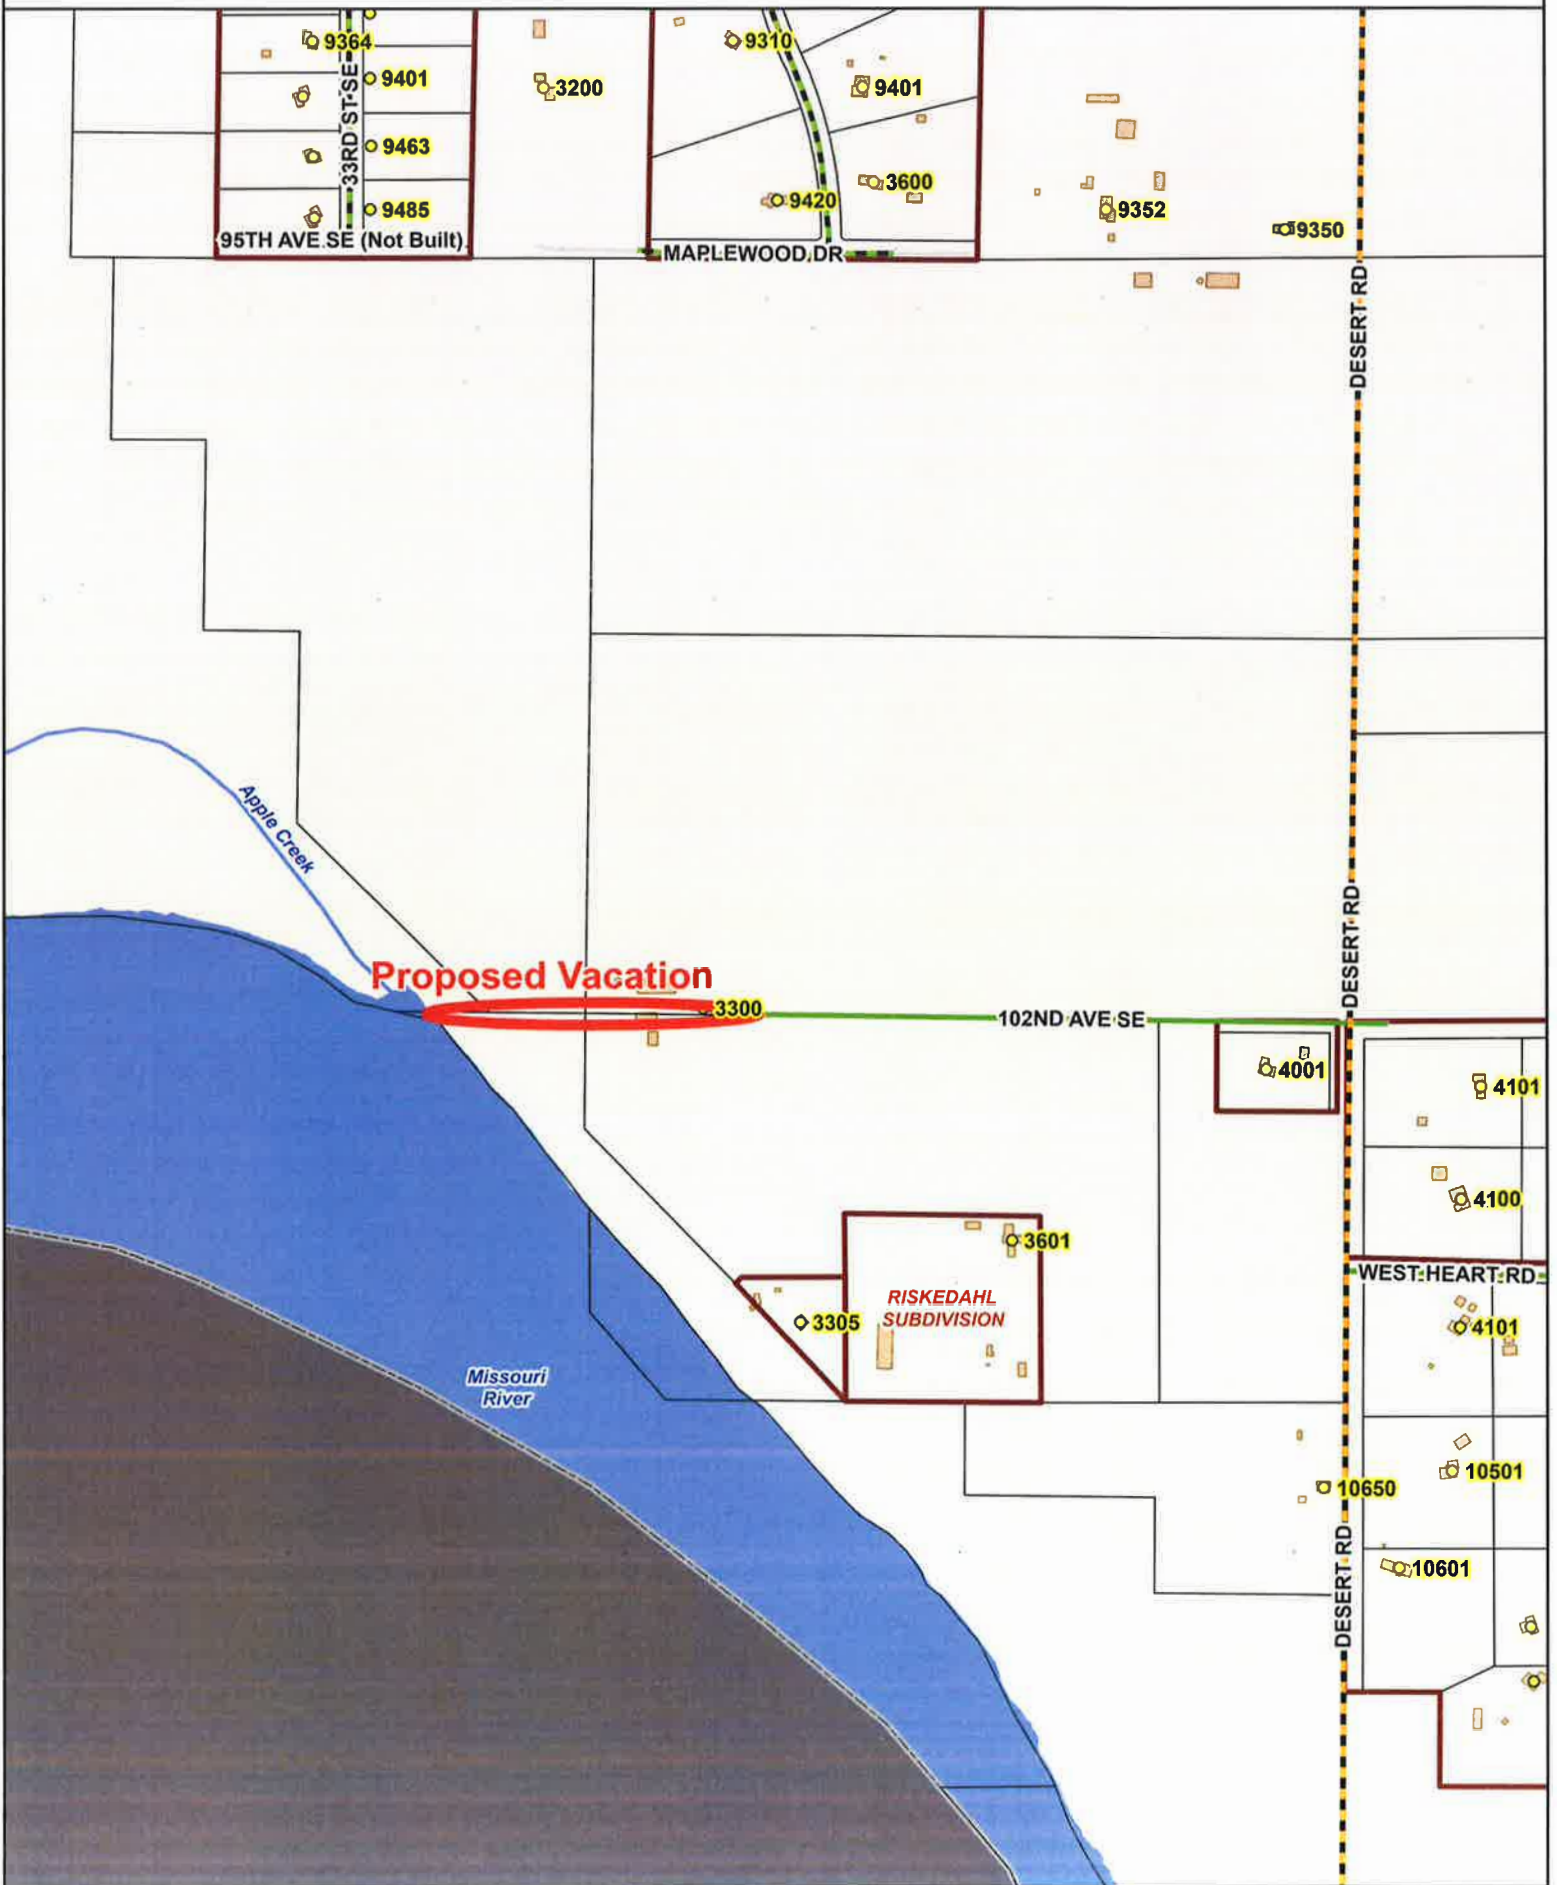 9364
9310
33RD ST SE
9401
3200
9401
9463
3600
9485
9420
9352
9350
95TH AVE SE (Not Built)
MAPLEWOOD DR
DESERT RD
Apple Creek
DESERT RD
Proposed Vacation
3300
102ND AVE SE
4001
4101
4100
3601
WEST HEART RD
RISKEDAHL
SUBDIVISION
3305
4101
Missouri
River
10501
10650
DESERT RD
10601